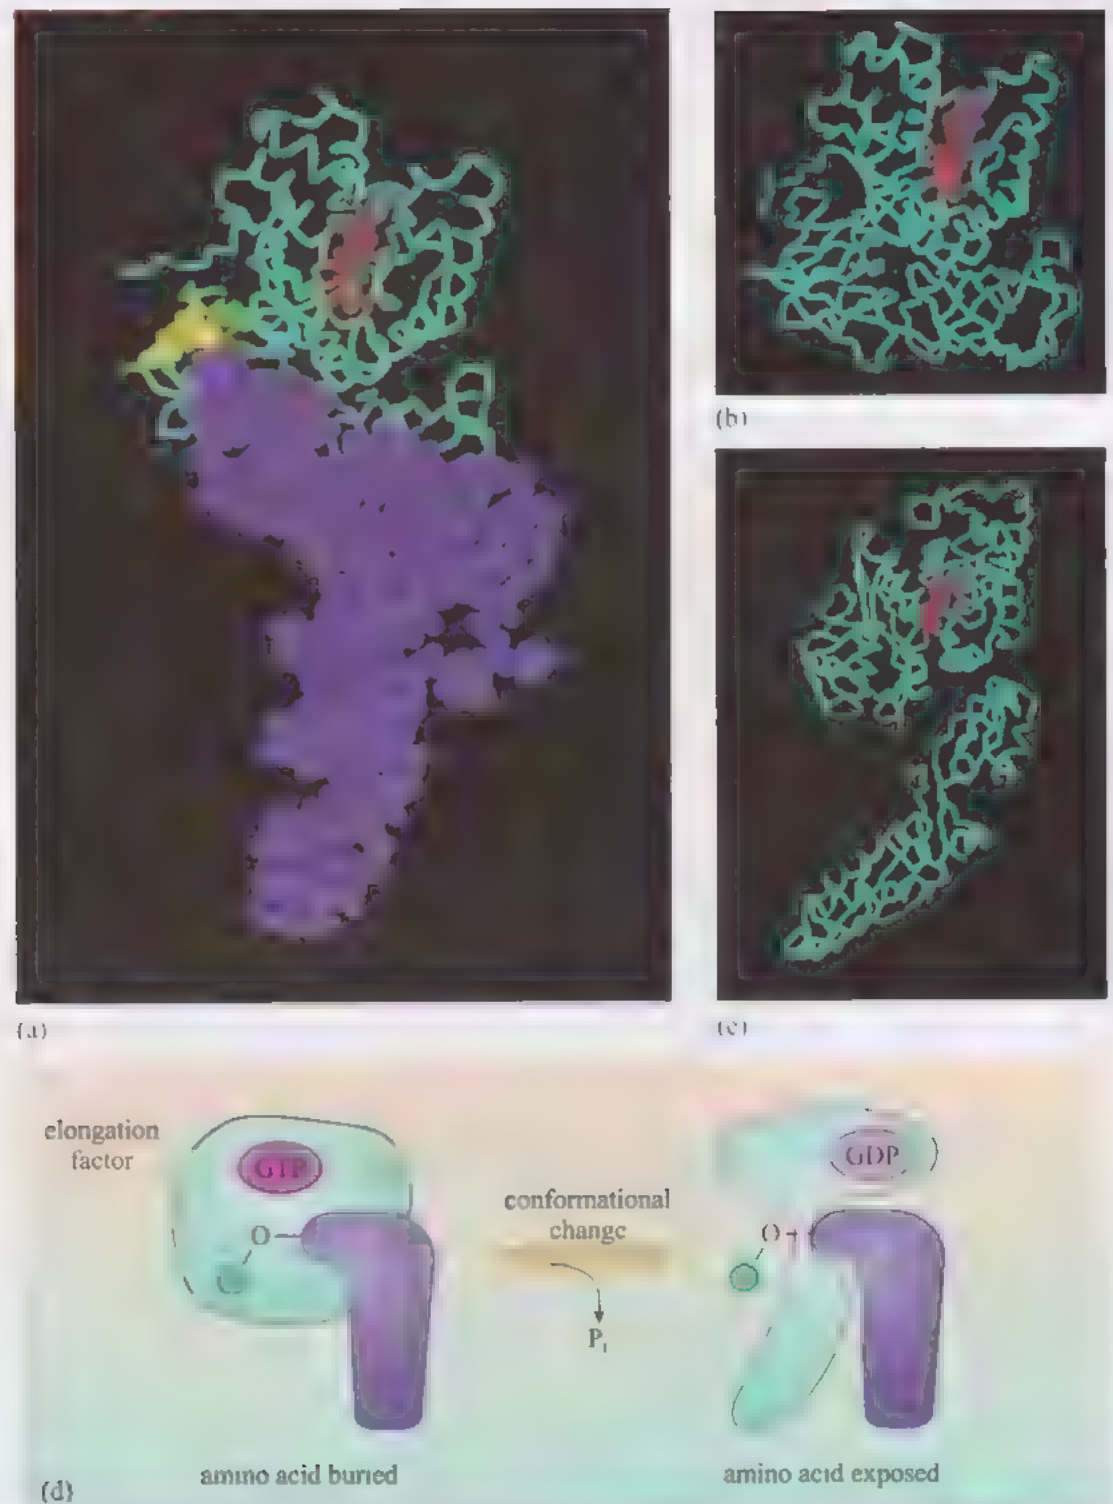 (b)
(a)
(c)
elongation
factor
GTP
O
conformational
change
Pi
GDP
O
amino acid buried
amino acid exposed
(d)